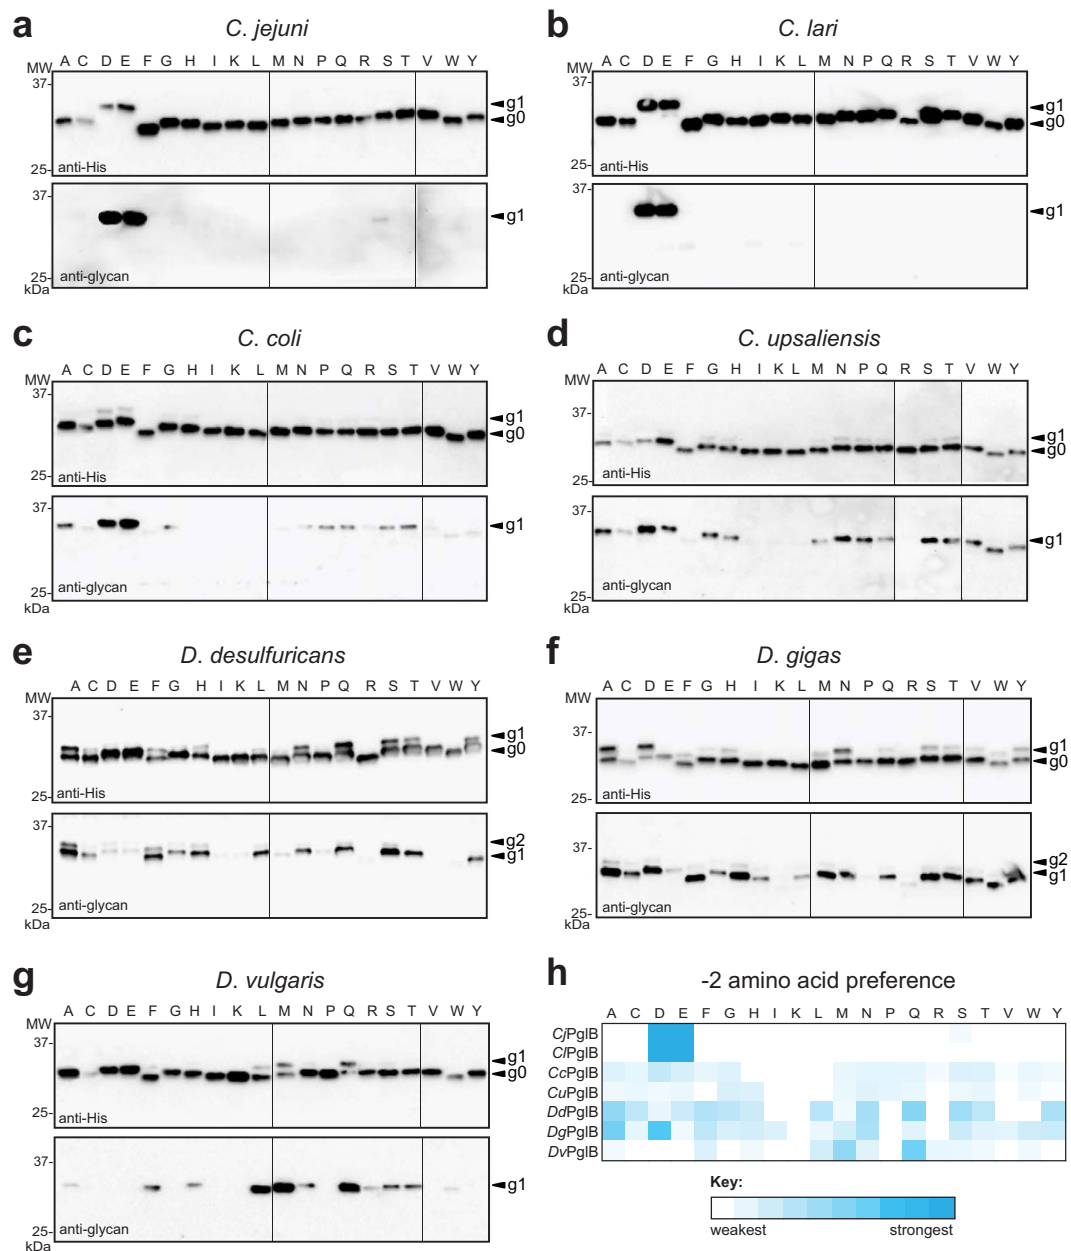 a
C. jejuni
A C D E F G H I K L M N P Q R S T V W Y
MW
37-
g1
g0
25-
anti-His
37-
g1
25-
kDa
anti-glycan
b
C. lari
A C D E F G H I K L M N P Q R S T V W Y
MW
37-
g1
g0
25-
anti-His
37-
g1
25-
kDa
anti-glycan
c
C. coli
A C D E F G H I K L M N P Q R S T V W Y
MW
37-
g1
g0
25-
anti-His
37-
g1
25-
kDa
anti-glycan
d
C. upsaliensis
A C D E F G H I K L M N P Q R S T V W Y
MW
37-
g1
g0
25-
anti-His
37-
g1
25-
kDa
anti-glycan
e
D. desulfuricans
A C D E F G H I K L M N P Q R S T V W Y
MW
37-
g1
g0
25-
anti-His
37-
g2
g1
25-
kDa
anti-glycan
f
D. gigas
A C D E F G H I K L M N P Q R S T V W Y
MW
37-
g1
g0
25-
anti-His
37-
g2
g1
25-
kDa
anti-glycan
g
D. vulgaris
A C D E F G H I K L M N P Q R S T V W Y
MW
37-
g1
g0
25-
anti-His
37-
g1
25-
kDa
anti-glycan
h
-2 amino acid preference
A C D E F G H I K L M N P Q R S T V W Y
CjPglB
ClPglB
CcPglB
CuPglB
DdPglB
DgPglB
DvPglB
Key:
weakest strongest